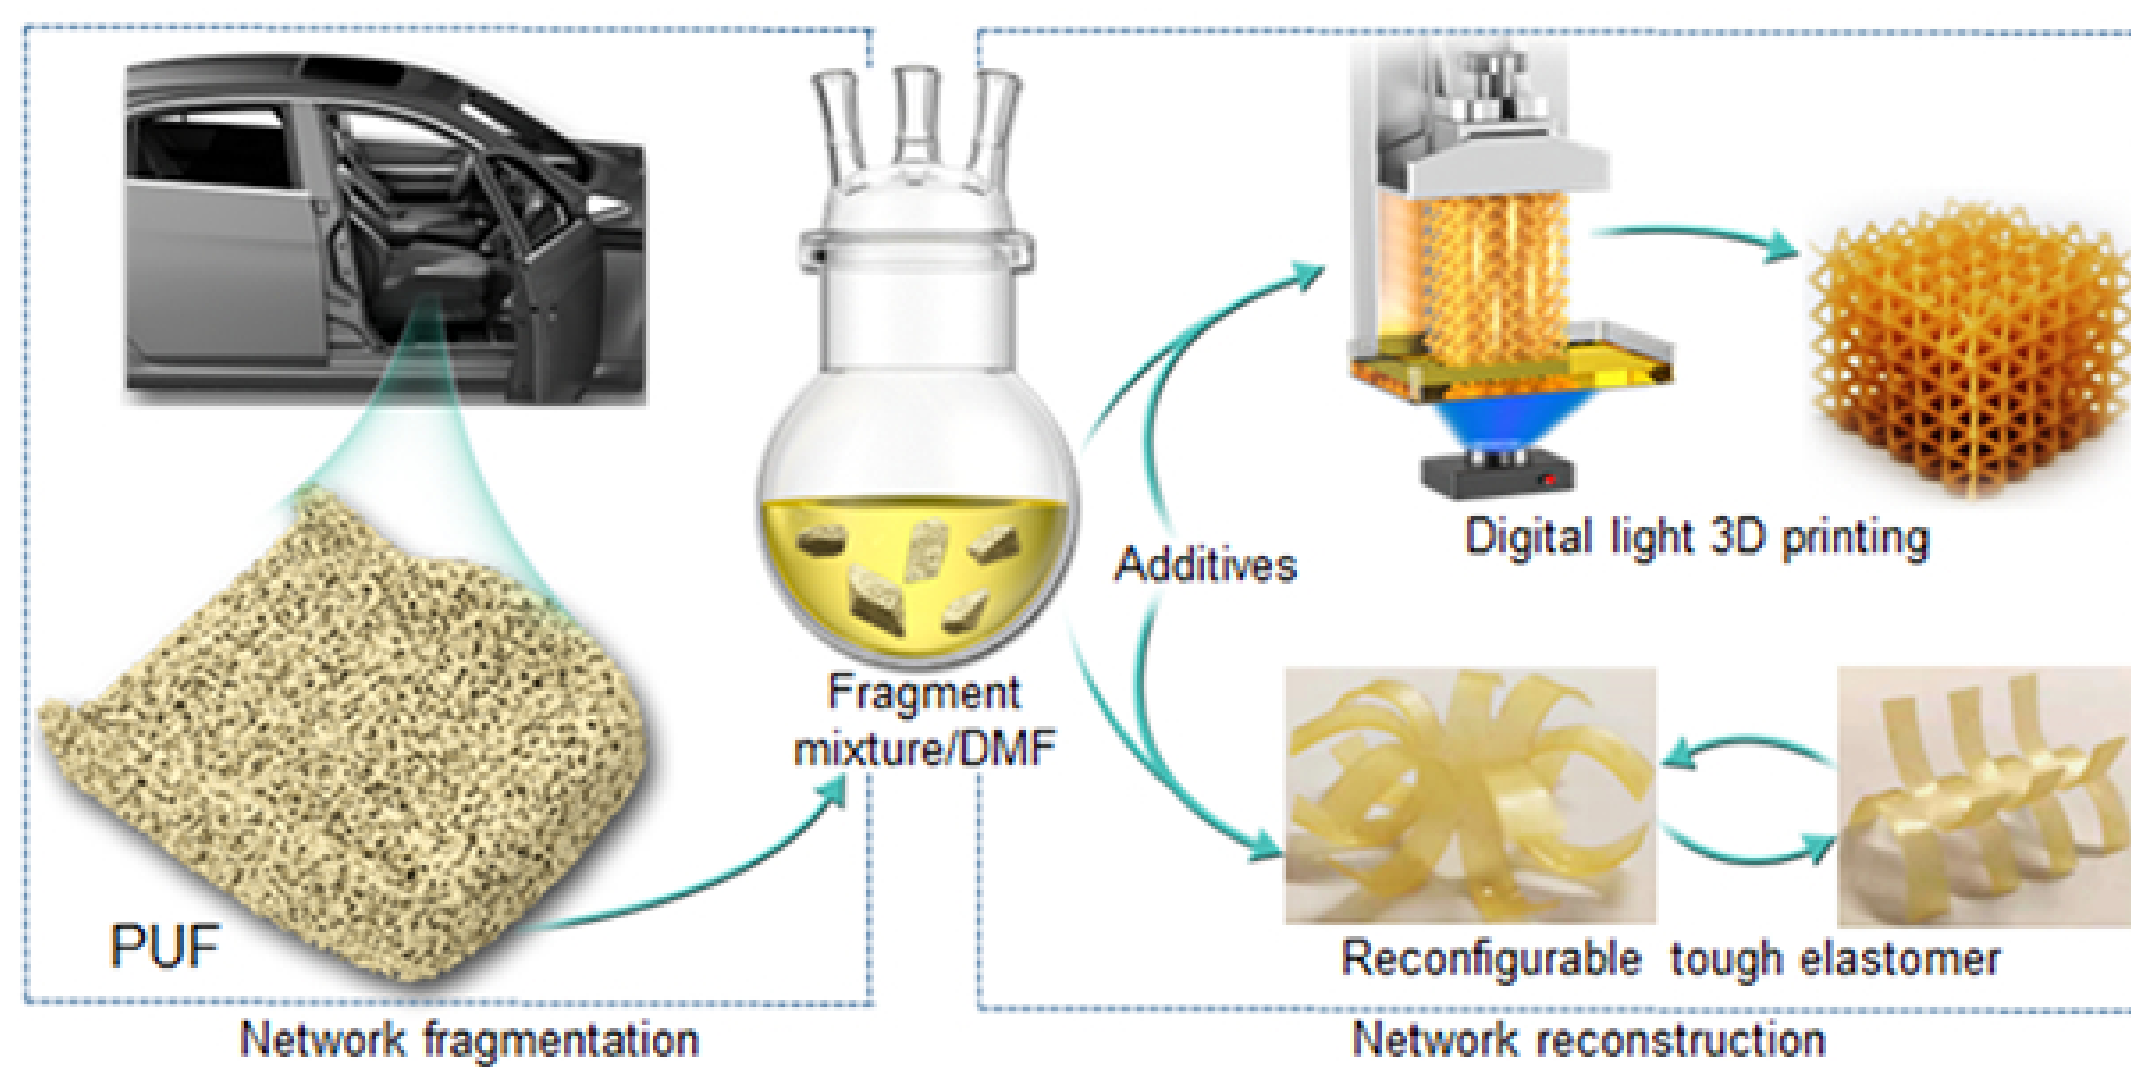 PUF
Network fragmentation
Fragment
mixture/DMF
Additives
Digital light 3D printing
Reconfigurable tough elastomer
Network reconstruction